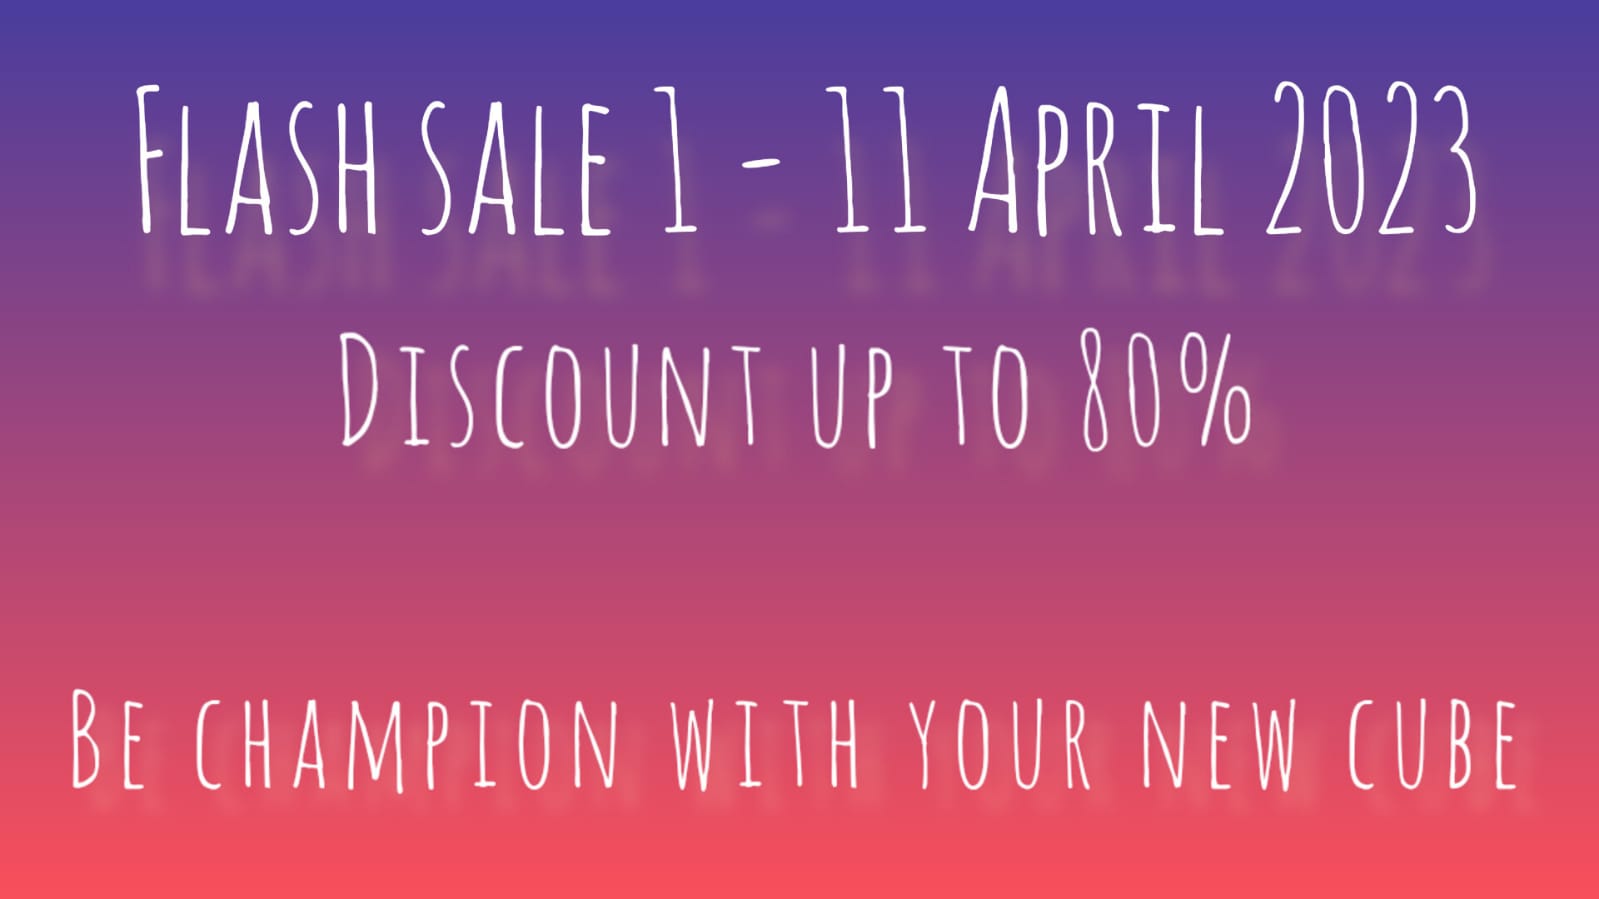 Flash sale 1 - 11 April 2023
Discount up to 80%
Be champion with your new cube